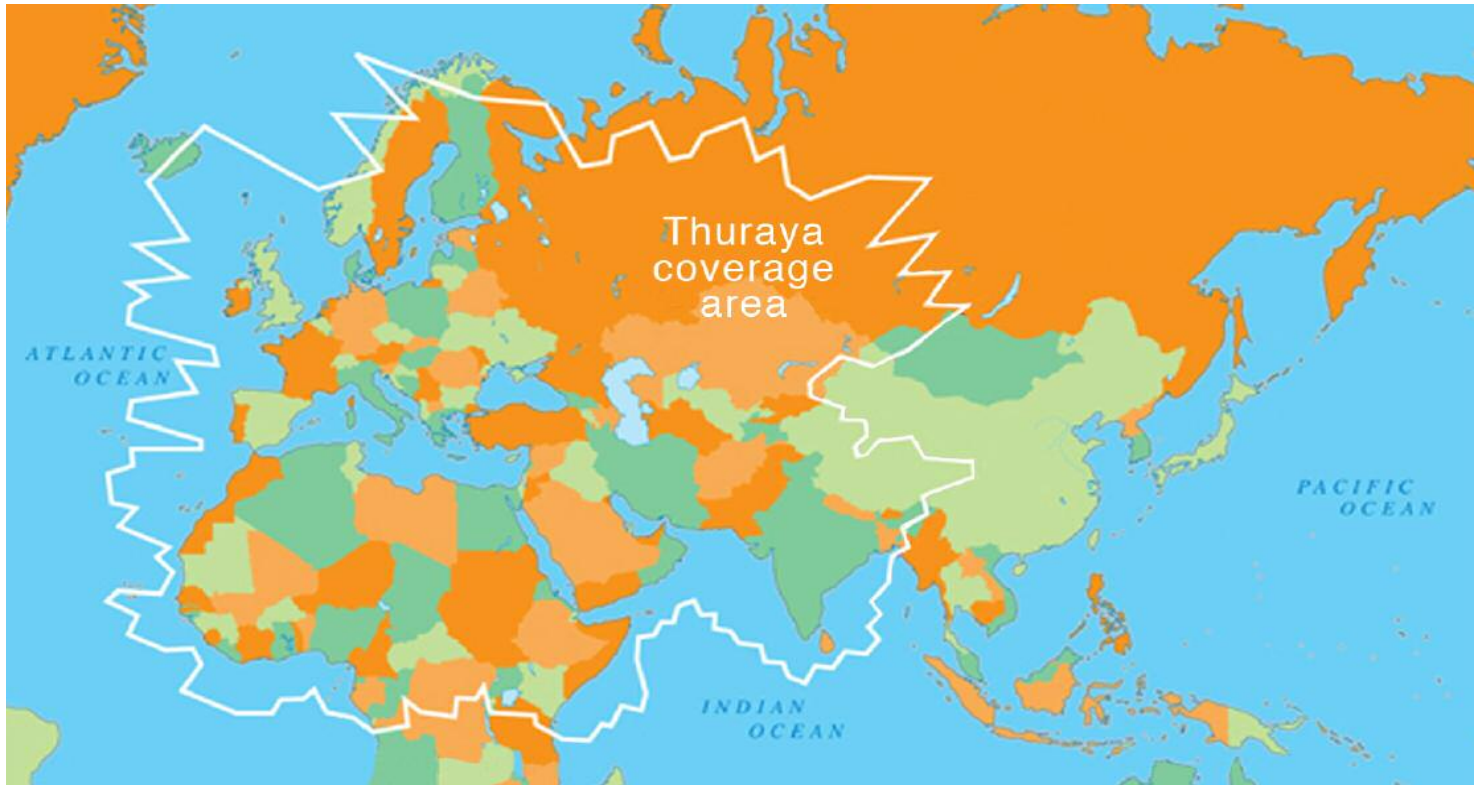 Thuraya
coverage
area
ATLANTIC
OCEAN
PACIFIC
OCEAN
INDIAN
OCEAN